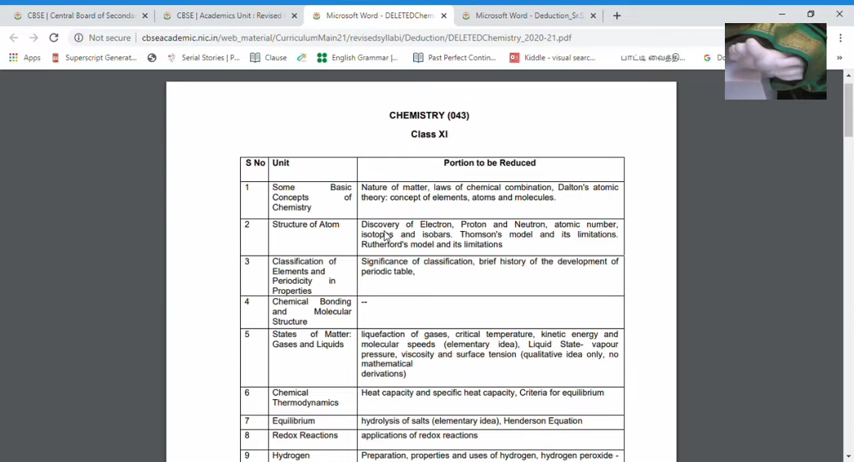 CBSE | Central Board of Seconda
CBSE | Academics Unit : Revised
Microsoft Word - DELETEDChem
Microsoft Word - Deduction_Sr.S
Not secure | cbseacademic.nic.in/web_material/CurriculumMain21/revisedsyllabi/Deduction/DELETEDChemistry_2020-21.pdf
Apps
Superscript Generat...
Serial Stories | P...
Clause
English Grammar |...
Past Perfect Contin...
Kiddle - visual searc...
பாட்டி வைத்தி...
»
CHEMISTRY (043)
Class XI
S No Unit Portion to be Reduced
1 Some Basic Nature of matter, laws of chemical combination, Dalton's atomic
Concepts of theory: concept of elements, atoms and molecules.
Chemistry
2 Structure of Atom Discovery of Electron, Proton and Neutron, atomic number,
isotopes and isobars. Thomson's model and its limitations.
Rutherford's model and its limitations
3 Classification of Significance of classification, brief history of the development of
Elements and periodic table,
Periodicity in
Properties
4 Chemical Bonding --
and Molecular
Structure
5 States of Matter: liquefaction of gases, critical temperature, kinetic energy and
Gases and Liquids molecular speeds (elementary idea), Liquid State- vapour
pressure, viscosity and surface tension (qualitative idea only, no
mathematical
derivations)
6 Chemical Heat capacity and specific heat capacity, Criteria for equilibrium
Thermodynamics
7 Equilibrium hydrolysis of salts (elementary idea), Henderson Equation
8 Redox Reactions applications of redox reactions
9 Hydrogen Preparation, properties and uses of hydrogen, hydrogen peroxide -